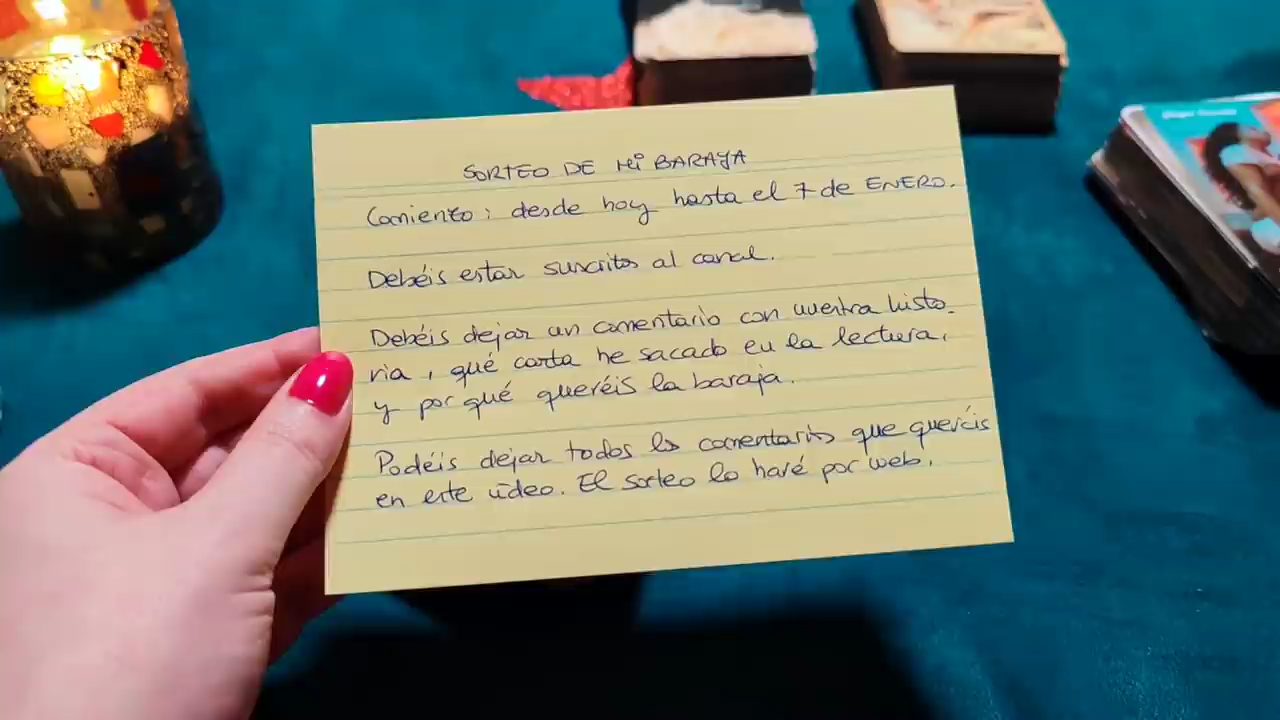 SORTEO DE Mi BARAJA
Comienzo: desde hoy hasta el 7 de ENERO.
Debéis estar suscritos al canal.
Debéis dejar un comentario con vuestra histo-
ria, qué carta he sacado en la lectura,
y por qué queréis la baraja.
Podéis dejar todos los comentarios que queráis
en este vídeo. El sorteo lo haré por web.